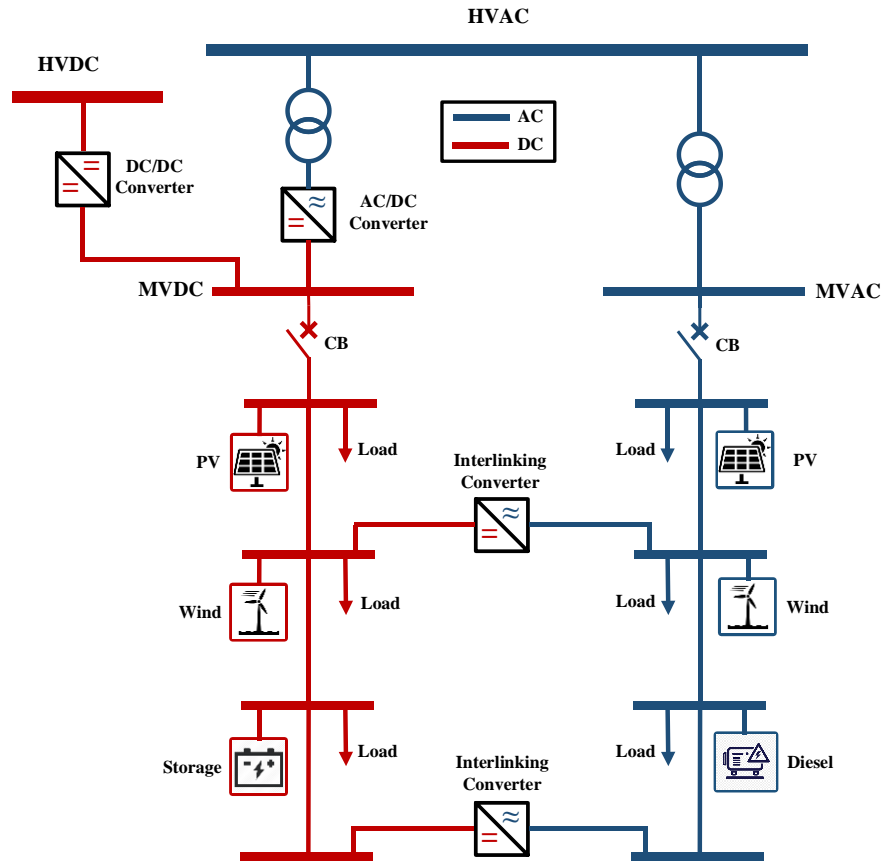 HVAC
HVDC
AC
DC
DC/DC
Converter
AC/DC
Converter
MVDC
MVAC
CB
CB
PV
Load
Load
PV
Interlinking
Converter
Wind
Load
Load
Wind
Storage
Load
Interlinking
Converter
Load
Diesel